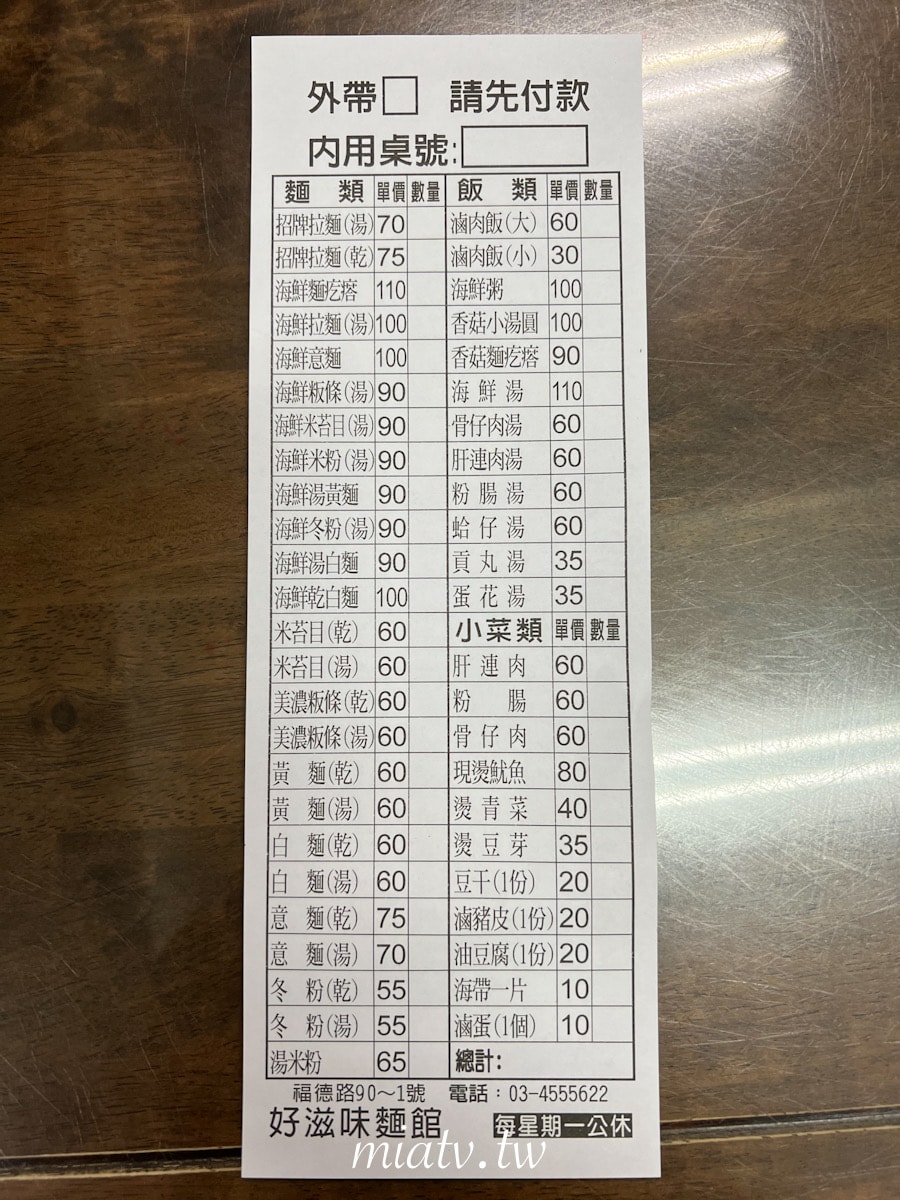 外帶□ 請先付款
內用桌號:
麵 類 單價 數量 飯 類 單價 數量
招牌拉麵(湯) 70 滷肉飯(大) 60
招牌拉麵(乾) 75 滷肉飯(小) 30
海鮮麵疙瘩 110 海鮮粥 100
海鮮拉麵(湯) 100 香菇小湯圓 100
海鮮意麵 100 香菇麵疙瘩 90
海鮮粄條(湯) 90 海鮮湯 110
海鮮米苔目(湯) 90 骨仔肉湯 60
海鮮米粉(湯) 90 肝連肉湯 60
海鮮湯黃麵 90 粉腸湯 60
海鮮冬粉(湯) 90 蛤仔湯 60
海鮮湯白麵 90 貢丸湯 35
海鮮乾白麵 100 蛋花湯 35
米苔目(乾) 60 小菜類 單價 數量
米苔目(湯) 60 肝連肉 60
美濃粄條(乾) 60 粉 腸 60
美濃粄條(湯) 60 骨仔肉 60
黃 麵(乾) 60 現燙魷魚 80
黃 麵(湯) 60 燙青菜 40
白 麵(乾) 60 燙豆芽 35
白 麵(湯) 60 豆干(1份) 20
意 麵(乾) 75 滷豬皮(1份) 20
意 麵(湯) 70 油豆腐(1份) 20
冬 粉(乾) 55 海帶一片 10
冬 粉(湯) 55 滷蛋(1個) 10
湯米粉 65 總計:
福德路90～1號 電話：03-4555622
好滋味麵館 每星期一公休
miatv.tw